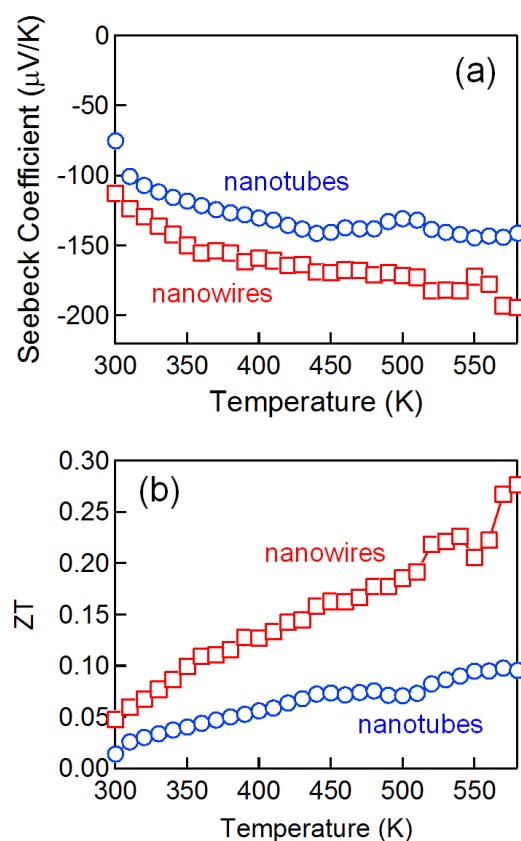 (a)
Seebeck Coefficient (μV/K)
0
-50
-100
-150
-200
nanotubes
nanowires
300 350 400 450 500 550
Temperature (K)
(b)
ZT
0.30
0.25
0.20
0.15
0.10
0.05
0.00
nanowires
nanotubes
300 350 400 450 500 550
Temperature (K)